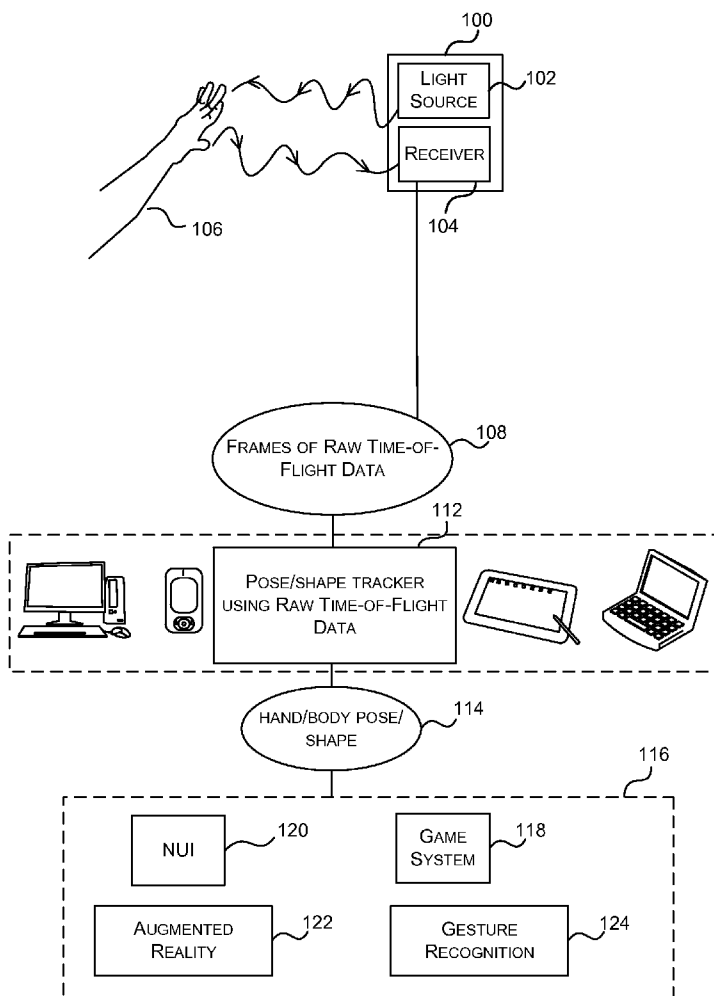 100
LIGHT
SOURCE
102
RECEIVER
104
106
FRAMES OF RAW TIME-OF-
FLIGHT DATA
108
112
POSE/SHAPE TRACKER
USING RAW TIME-OF-FLIGHT
DATA
HAND/BODY POSE/
SHAPE
114
116
NUI
120
GAME
SYSTEM
118
AUGMENTED
REALITY
122
GESTURE
RECOGNITION
124